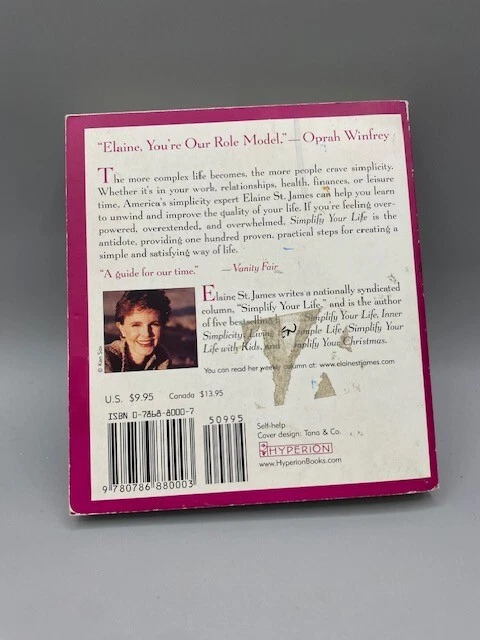 "Elaine, You're Our Role Model." — Oprah Winfrey
The more complex life becomes, the more people crave simplicity.
Whether it's in your work, relationships, health, finances, or leisure
time, America's simplicity expert Elaine St. James can help you learn
to unwind and improve the quality of your life. If you're feeling over-
powered, overextended, and overwhelmed, Simplify Your Life is the
antidote, providing one hundred proven, practical steps for creating a
simple and satisfying way of life.
"A guide for our time." — Vanity Fair
Elaine St. James writes a nationally syndicated
column, "Simplify Your Life," and is the author
of five bestselling Simplify Your Life, Inner
Simplicity, Living Simple Life, Simplify Your
Life with Kids, and Simplify Your Christmas.
You can read her weekly column at: www.elainestjames.com
© Ken Sax
U.S. $9.95 Canada $13.95
ISBN 0-7868-8000-7
50995
9 780786 880003
Self-help
Cover design: Tana & Co.
HYPERION
www.HyperionBooks.com